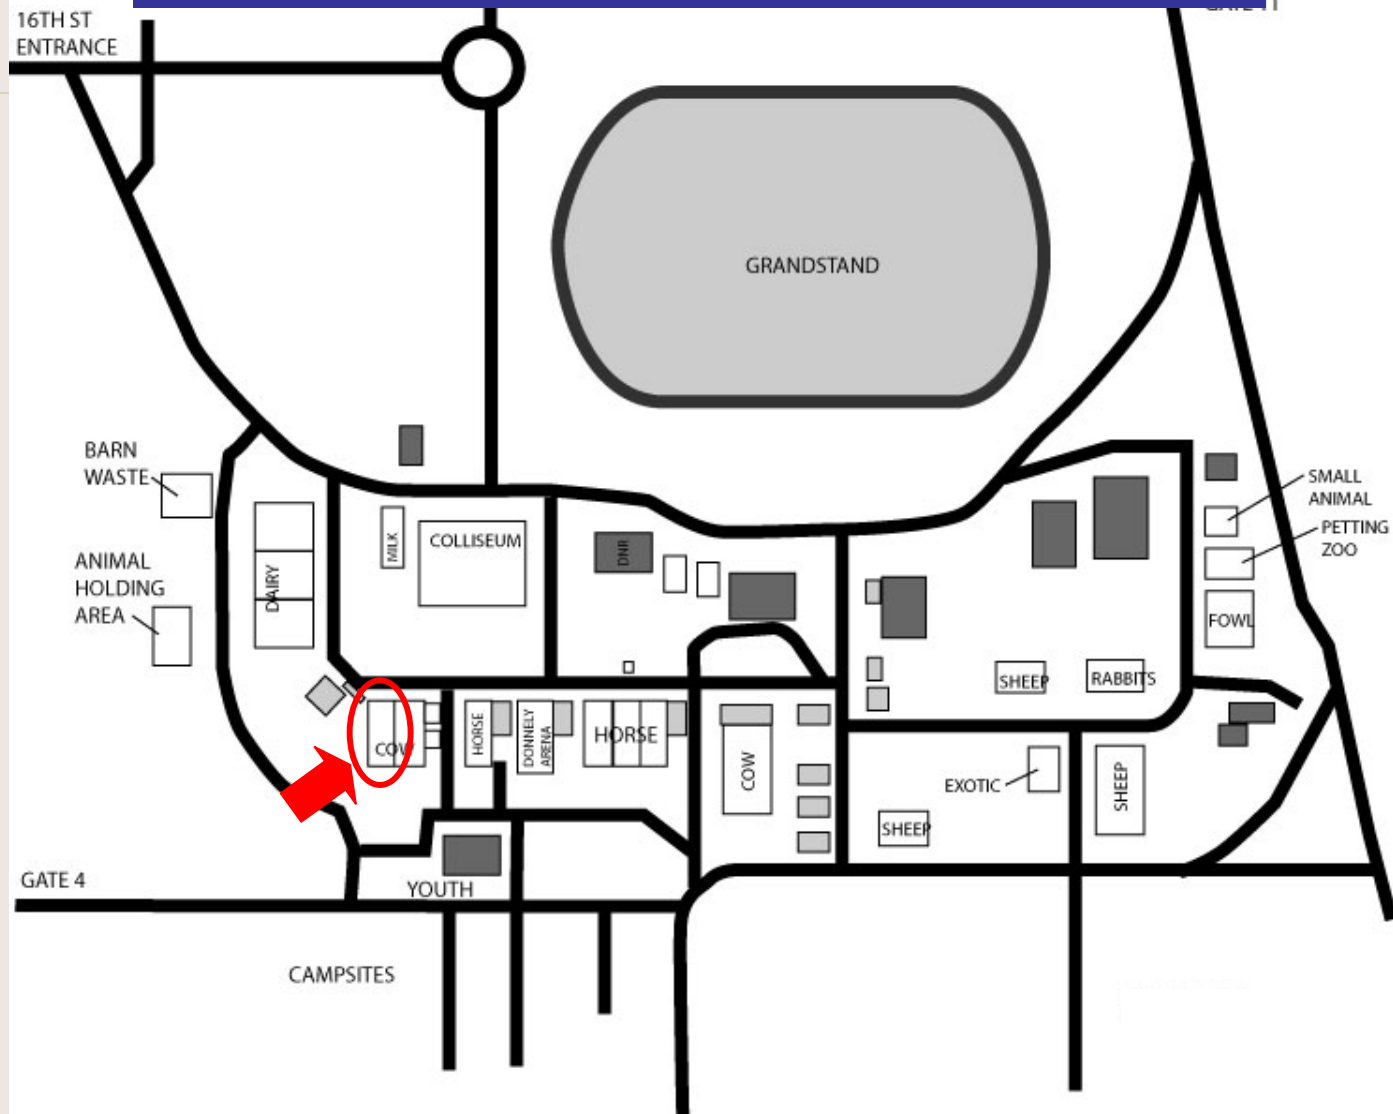 16TH ST
ENTRANCE
GRANDSTAND
BARN
WASTE
SMALL
ANIMAL
PETTING
ZOO
MILK
COLLISEUM
DNR
ANIMAL
HOLDING
AREA
DAIRY
FOWL
SHEEP
RABBITS
COW
HORSE
DONNELY
ARENA
HORSE
COW
EXOTIC
SHEEP
SHEEP
GATE 4
YOUTH
CAMPSITES